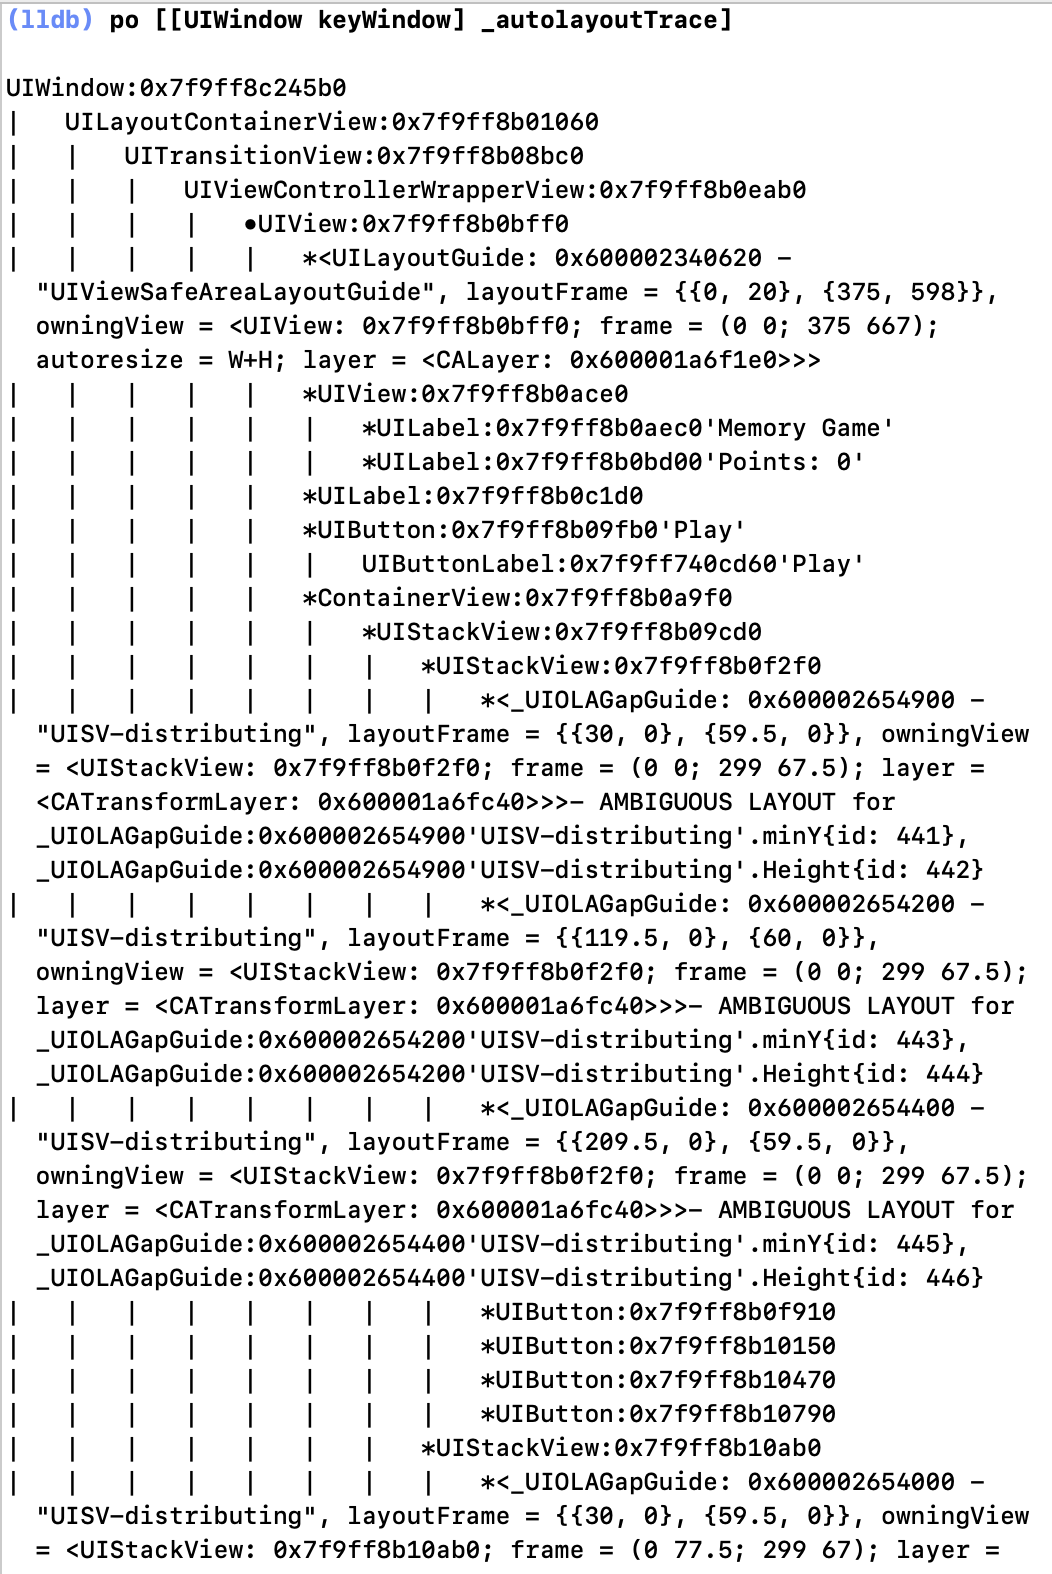 (lldb) po [[UIWindow keyWindow] _autolayoutTrace]
UIWindow:0x7f9ff8c245b0
|   UILayoutContainerView:0x7f9ff8b01060
|   |   UITransitionView:0x7f9ff8b08bc0
|   |   |   UIViewControllerWrapperView:0x7f9ff8b0eab0
|   |   |   |   •UIView:0x7f9ff8b0bff0
|   |   |   |   |   *<UILayoutGuide: 0x600002340620 -
"UIViewSafeAreaLayoutGuide", layoutFrame = {{0, 20}, {375, 598}},
owningView = <UIView: 0x7f9ff8b0bff0; frame = (0 0; 375 667);
autoresize = W+H; layer = <CALayer: 0x600001a6f1e0>>>
|   |   |   |   |   *UIView:0x7f9ff8b0ace0
|   |   |   |   |   |   *UILabel:0x7f9ff8b0aec0'Memory Game'
|   |   |   |   |   |   *UILabel:0x7f9ff8b0bd00'Points: 0'
|   |   |   |   |   *UILabel:0x7f9ff8b0c1d0
|   |   |   |   |   *UIButton:0x7f9ff8b09fb0'Play'
|   |   |   |   |   |   UIButtonLabel:0x7f9ff740cd60'Play'
|   |   |   |   |   *ContainerView:0x7f9ff8b0a9f0
|   |   |   |   |   |   *UIStackView:0x7f9ff8b09cd0
|   |   |   |   |   |   |   *UIStackView:0x7f9ff8b0f2f0
|   |   |   |   |   |   |   |   *<_UIOLAGapGuide: 0x600002654900 -
"UISV-distributing", layoutFrame = {{30, 0}, {59.5, 0}}, owningView
= <UIStackView: 0x7f9ff8b0f2f0; frame = (0 0; 299 67.5); layer =
<CATransformLayer: 0x600001a6fc40>>>- AMBIGUOUS LAYOUT for
_UIOLAGapGuide:0x600002654900'UISV-distributing'.minY{id: 441},
_UIOLAGapGuide:0x600002654900'UISV-distributing'.Height{id: 442}
|   |   |   |   |   |   |   |   *<_UIOLAGapGuide: 0x600002654200 -
"UISV-distributing", layoutFrame = {{119.5, 0}, {60, 0}},
owningView = <UIStackView: 0x7f9ff8b0f2f0; frame = (0 0; 299 67.5);
layer = <CATransformLayer: 0x600001a6fc40>>>- AMBIGUOUS LAYOUT for
_UIOLAGapGuide:0x600002654200'UISV-distributing'.minY{id: 443},
_UIOLAGapGuide:0x600002654200'UISV-distributing'.Height{id: 444}
|   |   |   |   |   |   |   |   *<_UIOLAGapGuide: 0x600002654400 -
"UISV-distributing", layoutFrame = {{209.5, 0}, {59.5, 0}},
owningView = <UIStackView: 0x7f9ff8b0f2f0; frame = (0 0; 299 67.5);
layer = <CATransformLayer: 0x600001a6fc40>>>- AMBIGUOUS LAYOUT for
_UIOLAGapGuide:0x600002654400'UISV-distributing'.minY{id: 445},
_UIOLAGapGuide:0x600002654400'UISV-distributing'.Height{id: 446}
|   |   |   |   |   |   |   |   *UIButton:0x7f9ff8b0f910
|   |   |   |   |   |   |   |   *UIButton:0x7f9ff8b10150
|   |   |   |   |   |   |   |   *UIButton:0x7f9ff8b10470
|   |   |   |   |   |   |   |   *UIButton:0x7f9ff8b10790
|   |   |   |   |   |   |   *UIStackView:0x7f9ff8b10ab0
|   |   |   |   |   |   |   |   *<_UIOLAGapGuide: 0x600002654000 -
"UISV-distributing", layoutFrame = {{30, 0}, {59.5, 0}}, owningView
= <UIStackView: 0x7f9ff8b10ab0; frame = (0 77.5; 299 67); layer =